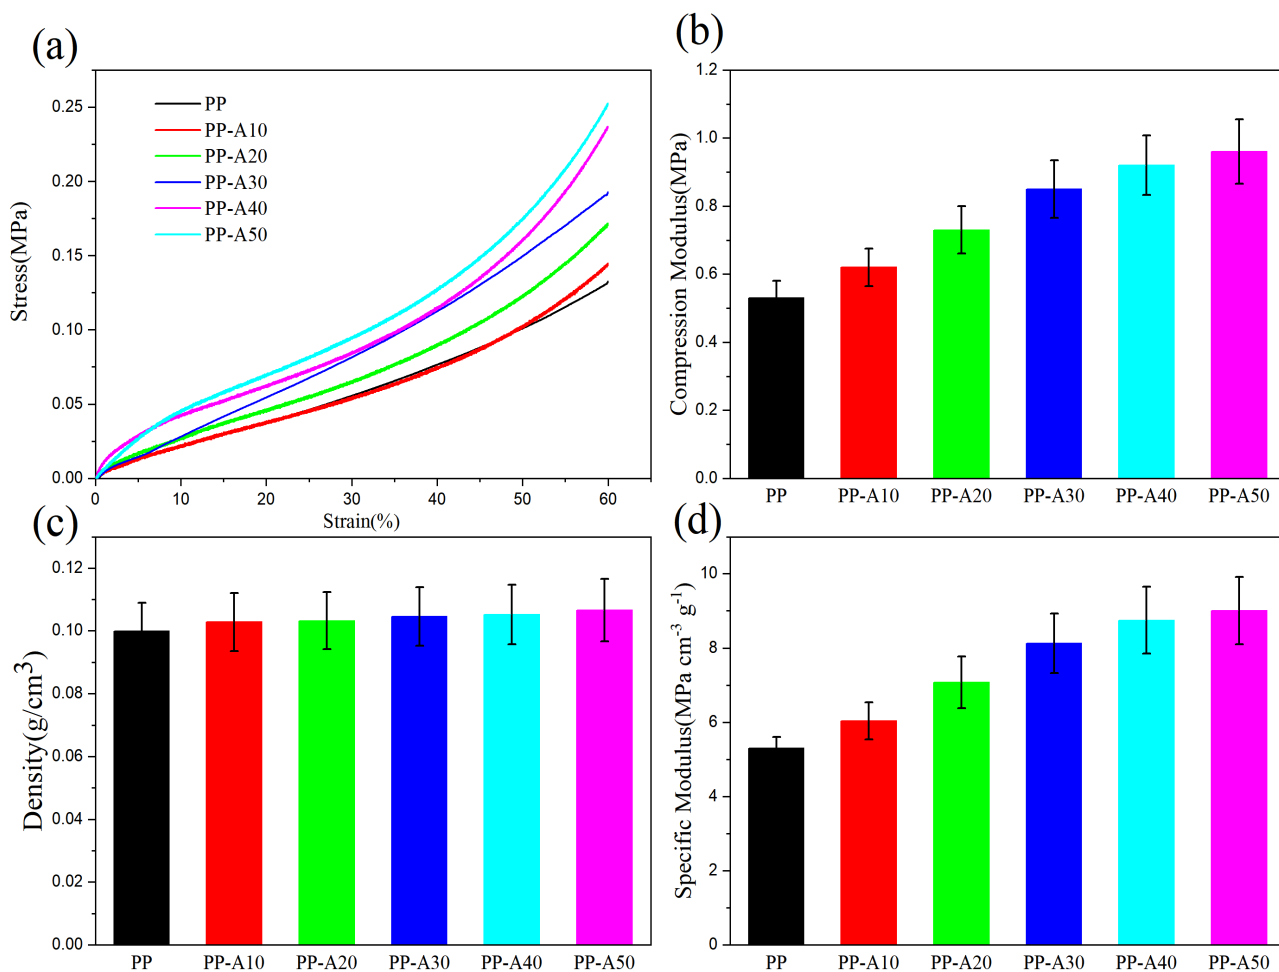 (a)
0.25
0.20
0.15
0.10
0.05
0.00
Stress(MPa)
PP
PP-A10
PP-A20
PP-A30
PP-A40
PP-A50
0 10 20 30 40 50 60
Strain(%)
(b)
1.2
1.0
0.8
0.6
0.4
0.2
0.0
Compression Modulus(MPa)
PP PP-A10 PP-A20 PP-A30 PP-A40 PP-A50
(c)
0.12
0.10
0.08
0.06
0.04
0.02
0.00
Density(g/cm³)
PP PP-A10 PP-A20 PP-A30 PP-A40 PP-A50
(d)
10
8
6
4
2
0
Specific Modulus(MPa cm⁻³ g⁻¹)
PP PP-A10 PP-A20 PP-A30 PP-A40 PP-A50